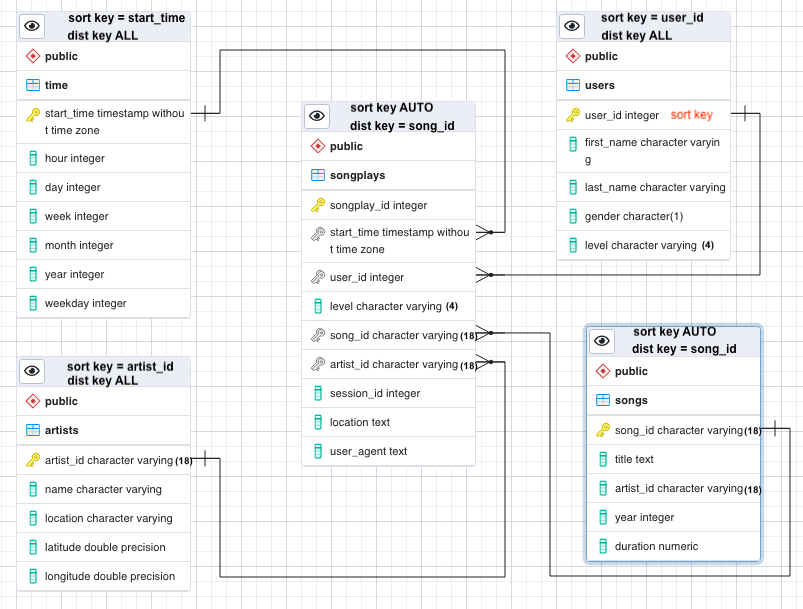 sort key = start_time
dist key ALL
public
time
start_time timestamp withou
t time zone
hour integer
day integer
week integer
month integer
year integer
weekday integer
sort key AUTO
dist key = song_id
public
songplays
songplay_id integer
start_time timestamp withou
t time zone
user_id integer
level character varying (4)
song_id character varying(18)
artist_id character varying(18)
session_id integer
location text
user_agent text
sort key = user_id
dist key ALL
public
users
user_id integer sort key
first_name character varyin
g
last_name character varying
gender character(1)
level character varying (4)
sort key = artist_id
dist key ALL
public
artists
artist_id character varying(18)
name character varying
location character varying
latitude double precision
longitude double precision
sort key AUTO
dist key = song_id
public
songs
song_id character varying(18)
title text
artist_id character varying(18)
year integer
duration numeric